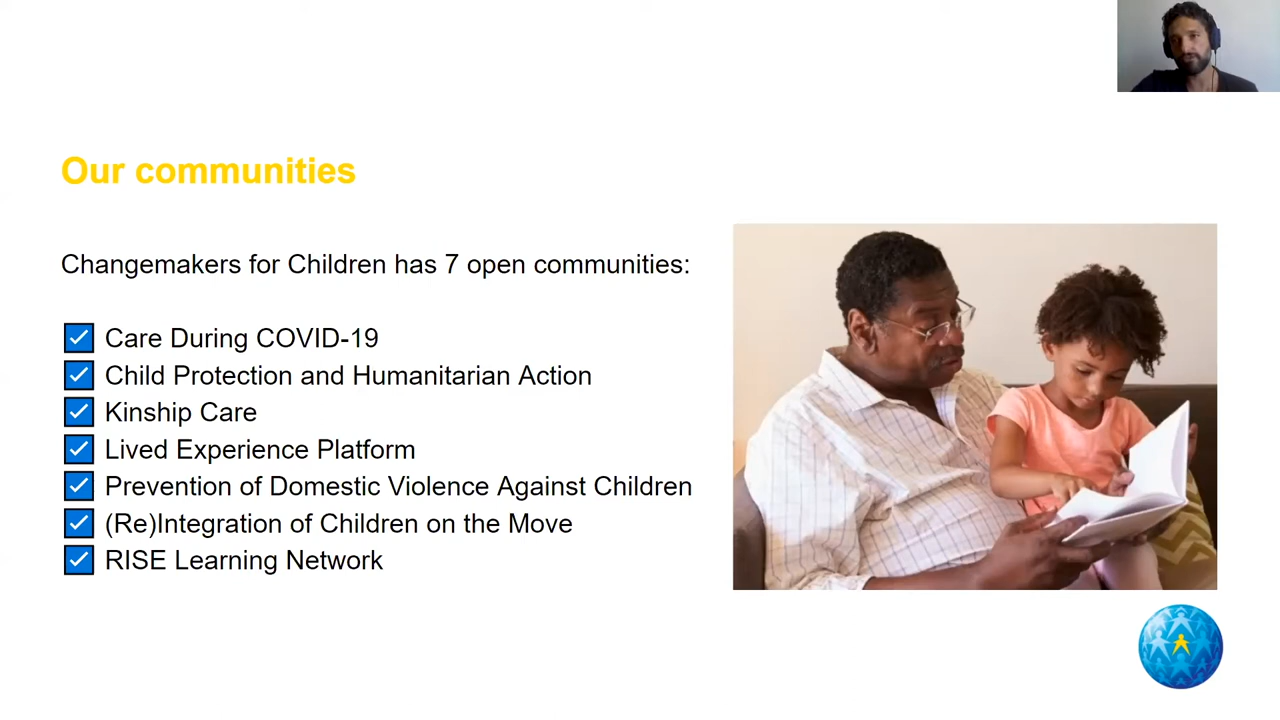 Our communities
Changemakers for Children has 7 open communities:
Care During COVID-19
Child Protection and Humanitarian Action
Kinship Care
Lived Experience Platform
Prevention of Domestic Violence Against Children
(Re)Integration of Children on the Move
RISE Learning Network